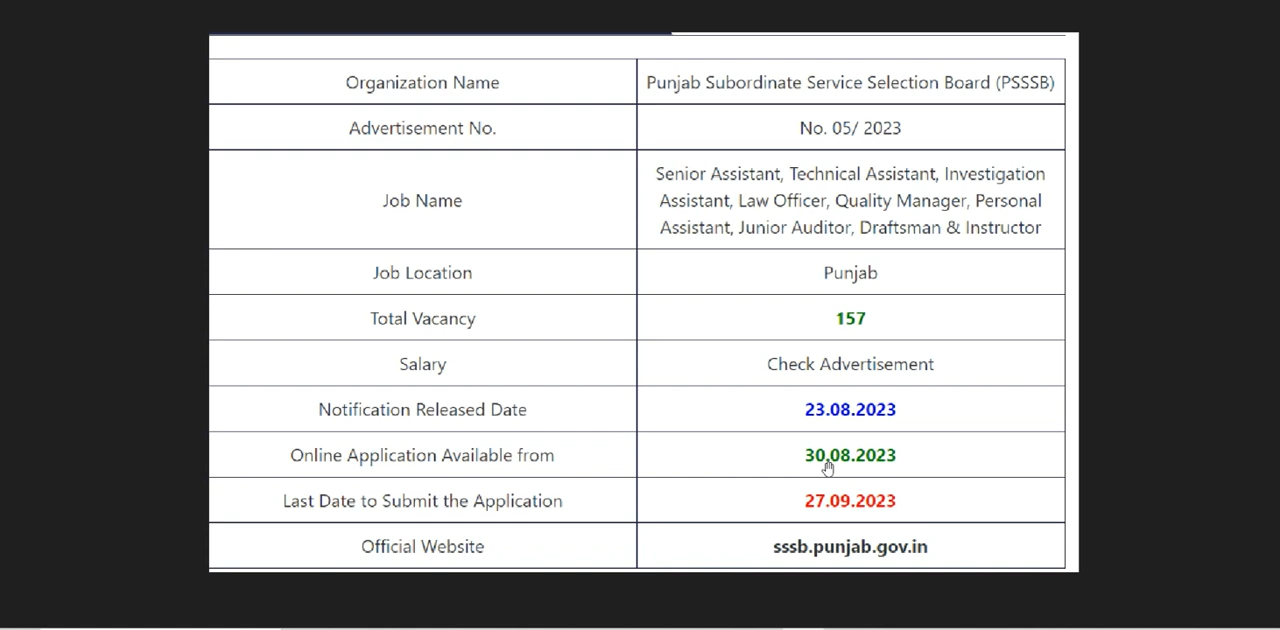 Organization Name Punjab Subordinate Service Selection Board (PSSSB)
Advertisement No. No. 05/ 2023
Job Name Senior Assistant, Technical Assistant, Investigation
Assistant, Law Officer, Quality Manager, Personal
Assistant, Junior Auditor, Draftsman & Instructor
Job Location Punjab
Total Vacancy 157
Salary Check Advertisement
Notification Released Date 23.08.2023
Online Application Available from 30.08.2023
Last Date to Submit the Application 27.09.2023
Official Website sssb.punjab.gov.in